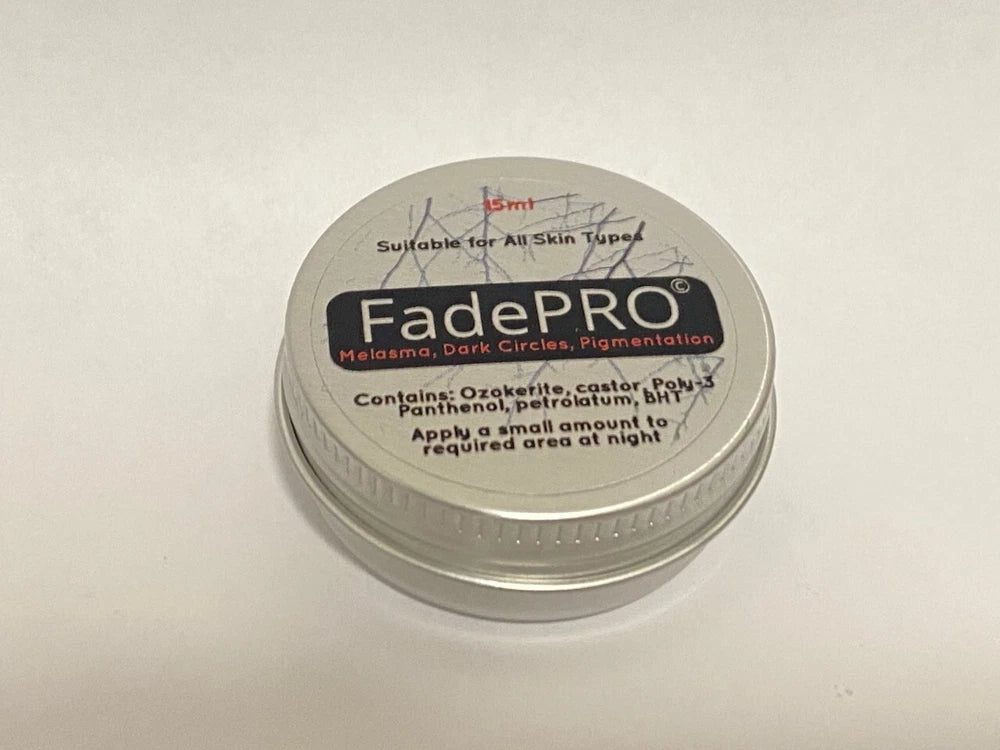 15ml
Suitable for All Skin Types
FadePRO©
Melasma, Dark Circles, Pigmentation
Contains: Ozokerite, castor, Poly-3
Panthenol, petrolatum, BHT
Apply a small amount to
required area at night